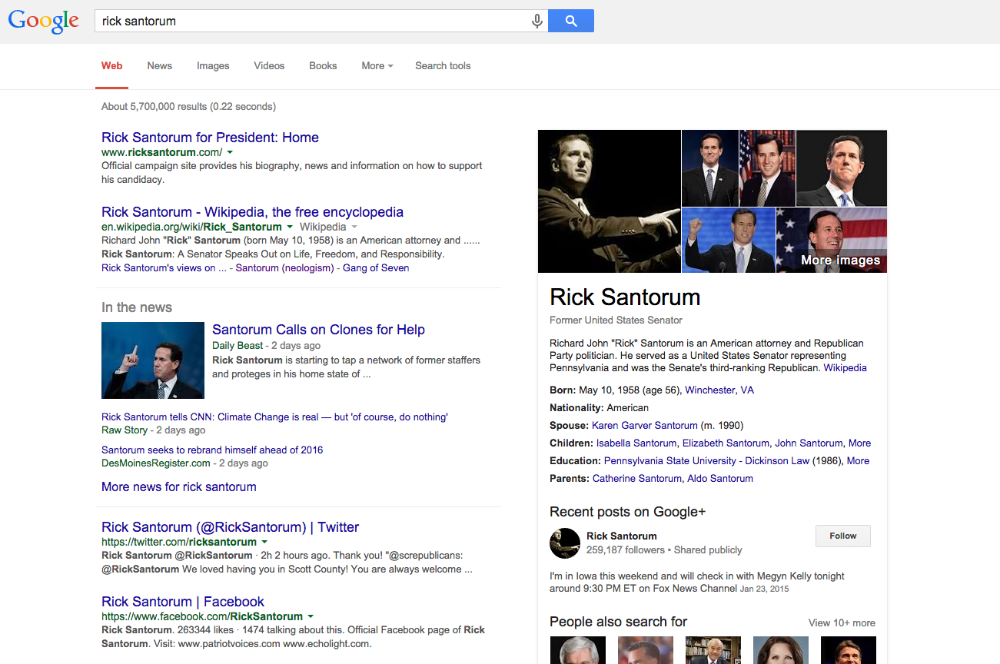 Google
rick santorum
Web News Images Videos Books More Search tools
About 5,700,000 results (0.22 seconds)
Rick Santorum for President: Home
www.ricksantorum.com/
Official campaign site provides his biography, news and information on how to support
his candidacy.
Rick Santorum - Wikipedia, the free encyclopedia
en.wikipedia.org/wiki/Rick_Santorum Wikipedia
Richard John "Rick" Santorum (born May 10, 1958) is an American attorney and ......
Rick Santorum: A Senator Speaks Out on Life, Freedom, and Responsibility.
Rick Santorum's views on ... - Santorum (neologism) - Gang of Seven
In the news
Santorum Calls on Clones for Help
Daily Beast - 2 days ago
Rick Santorum is starting to tap a network of former staffers
and proteges in his home state of ...
Rick Santorum tells CNN: Climate Change is real — but 'of course, do nothing'
Raw Story - 2 days ago
Santorum seeks to rebrand himself ahead of 2016
DesMoinesRegister.com - 2 days ago
More news for rick santorum
Rick Santorum (@RickSantorum) | Twitter
https://twitter.com/ricksantorum
Rick Santorum @RickSantorum · 2h 2 hours ago. Thank you! "@screpublicans:
@RickSantorum We loved having you in Scott County! You are always welcome ...
Rick Santorum | Facebook
https://www.facebook.com/RickSantorum
Rick Santorum. 263344 likes · 1474 talking about this. Official Facebook page of Rick
Santorum. Visit: www.patriotvoices.com www.echolight.com.
More images
Rick Santorum
Former United States Senator
Richard John "Rick" Santorum is an American attorney and Republican
Party politician. He served as a United States Senator representing
Pennsylvania and was the Senate's third-ranking Republican. Wikipedia
Born: May 10, 1958 (age 56), Winchester, VA
Nationality: American
Spouse: Karen Garver Santorum (m. 1990)
Children: Isabella Santorum, Elizabeth Santorum, John Santorum, More
Education: Pennsylvania State University - Dickinson Law (1986), More
Parents: Catherine Santorum, Aldo Santorum
Recent posts on Google+
Rick Santorum
Follow
259,187 followers • Shared publicly
I'm in Iowa this weekend and will check in with Megyn Kelly tonight
around 9:30 PM ET on Fox News Channel Jan 23, 2015
People also search for
View 10+ more